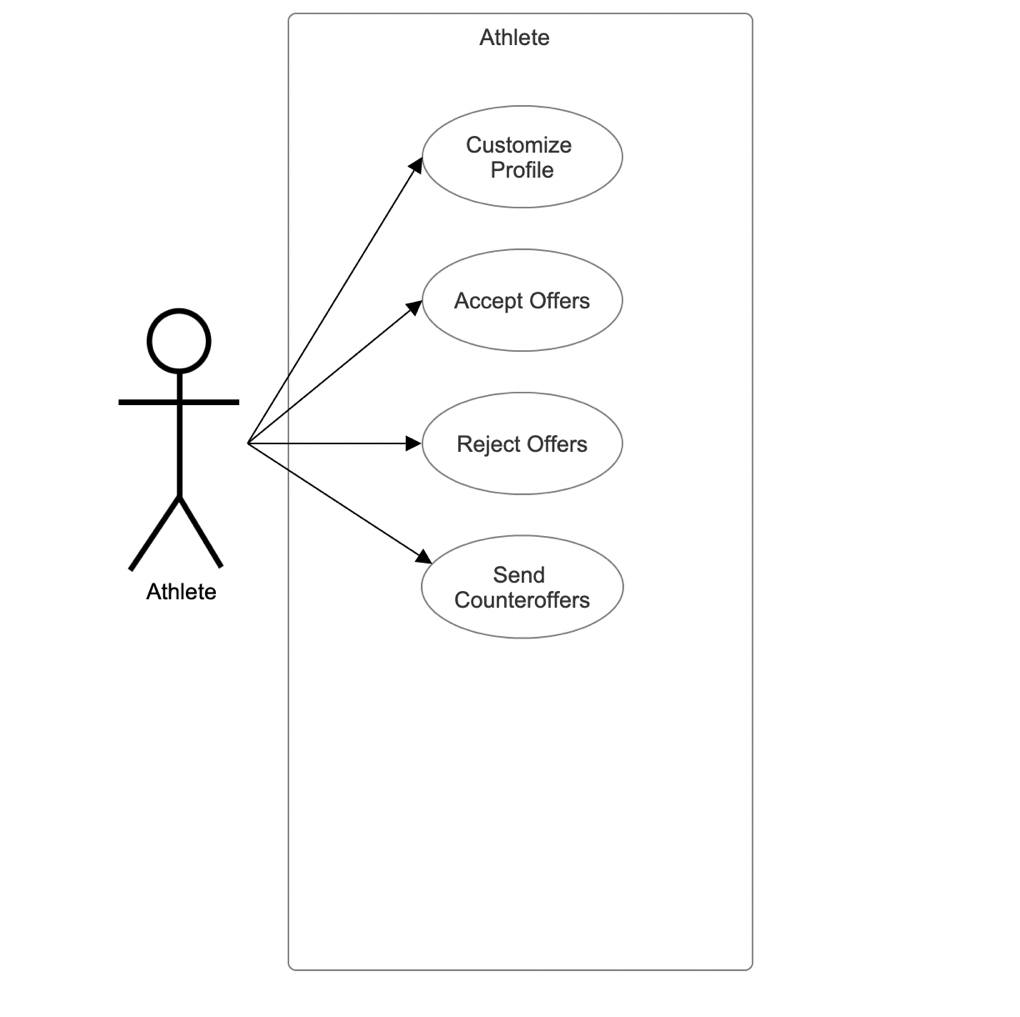 Athlete
Customize
Profile
Accept Offers
Reject Offers
Send
Counteroffers
Athlete